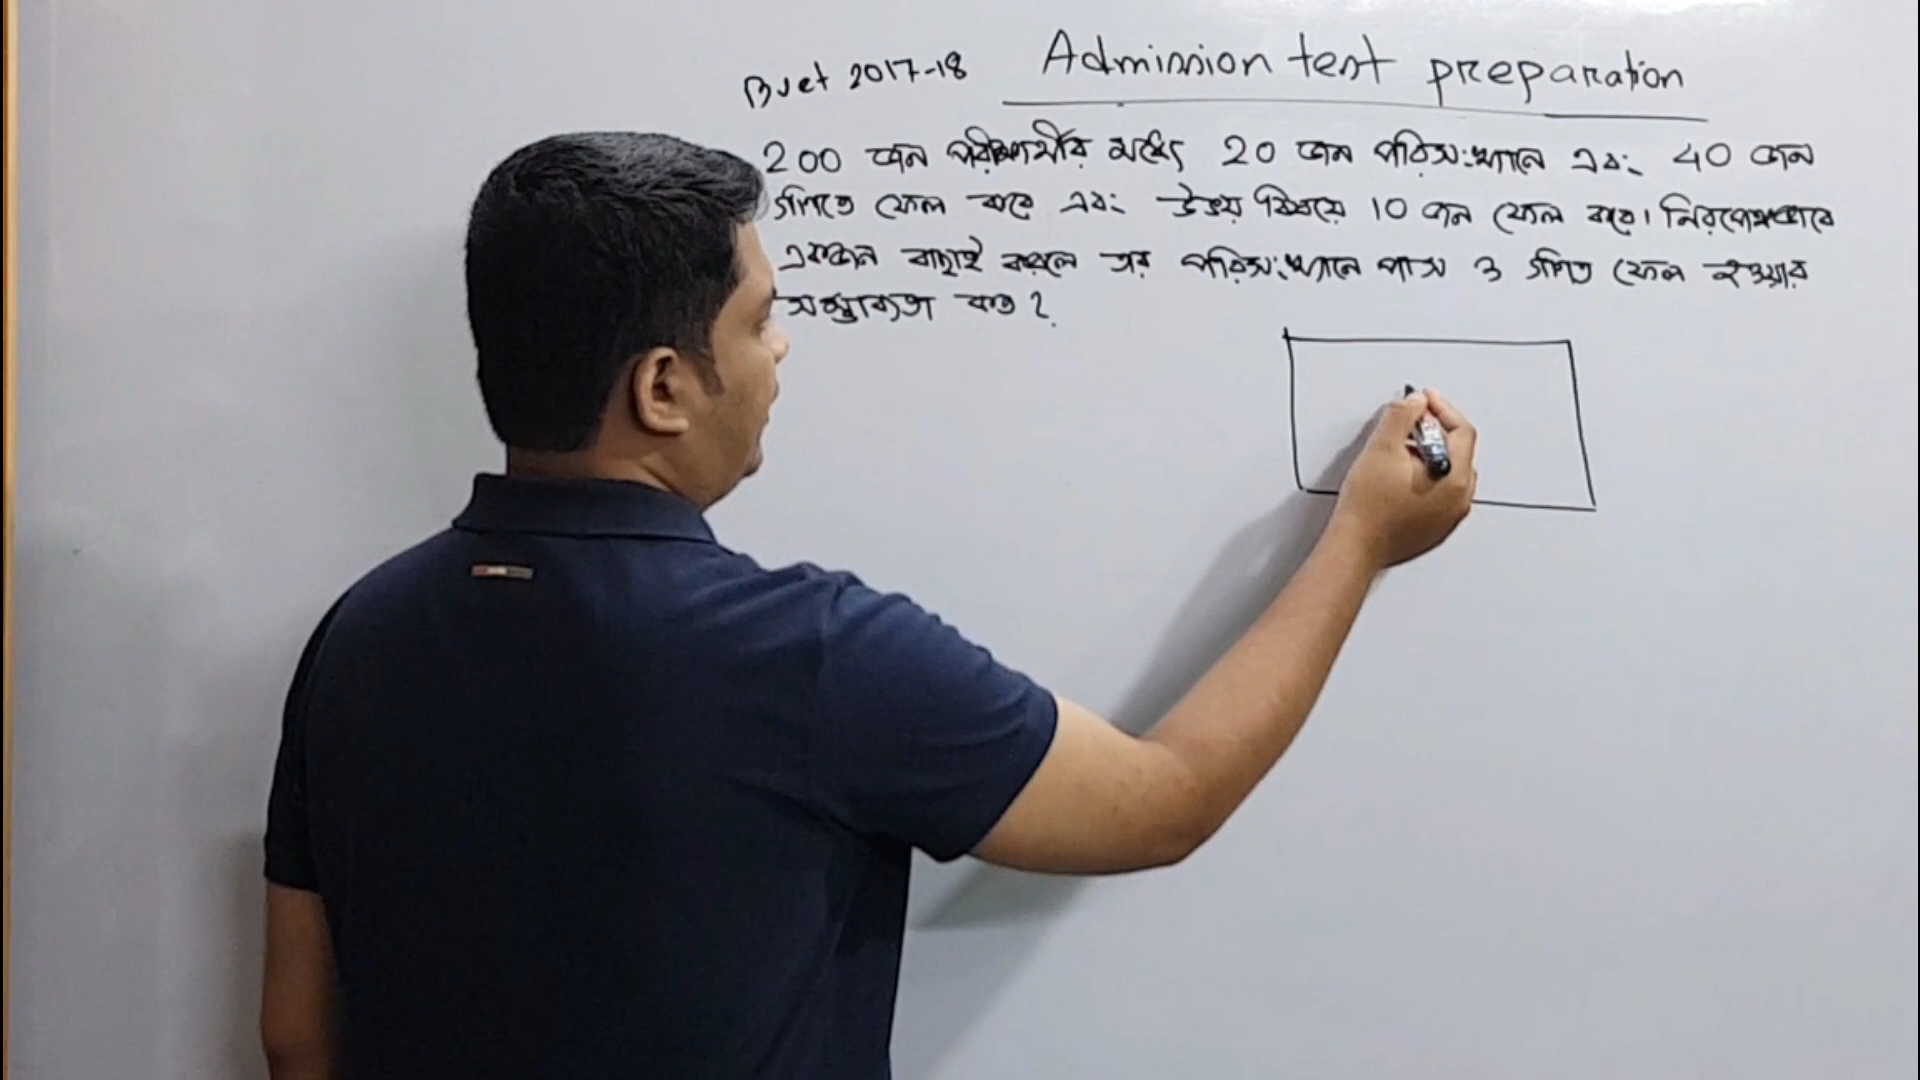 Buet 2017-18 Admission test preparation
200 জন পরীক্ষার্থীর মধ্যে 20 জন পরিসংখ্যানে এবং 40 জন
গণিতে ফেল করে এবং উভয় বিষয়ে 10 জন ফেল করে। নিরপেক্ষভাবে
একজন বাছাই করলে তার পরিসংখ্যানে পাস ও গণিতে ফেল হওয়ার
সম্ভাব্যতা কত?